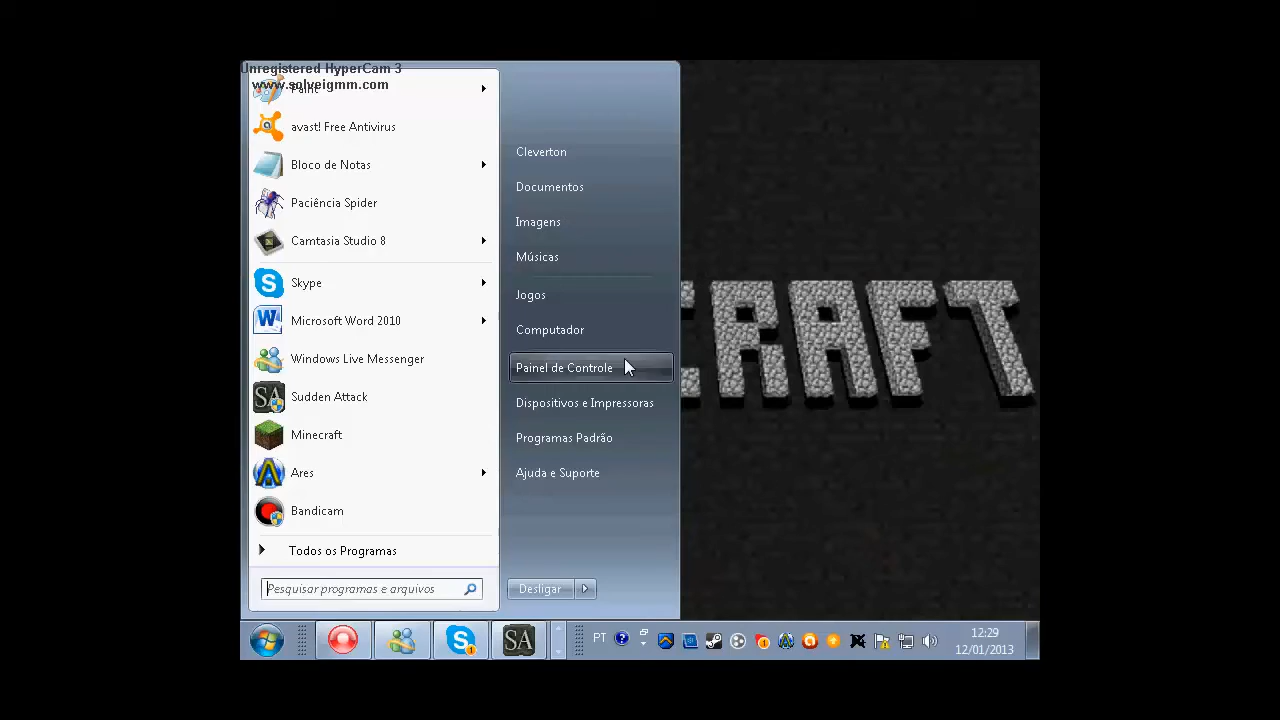 Unregistered HyperCam 3
www.solveigmm.com
Paint
avast! Free Antivirus
Bloco de Notas
Paciência Spider
Camtasia Studio 8
Skype
Microsoft Word 2010
Windows Live Messenger
Sudden Attack
Minecraft
Ares
Bandicam
Todos os Programas
Pesquisar programas e arquivos
Cleverton
Documentos
Imagens
Músicas
Jogos
Computador
Painel de Controle
Dispositivos e Impressoras
Programas Padrão
Ajuda e Suporte
Desligar
CRAFT
SA
PT
12:29
12/01/2013